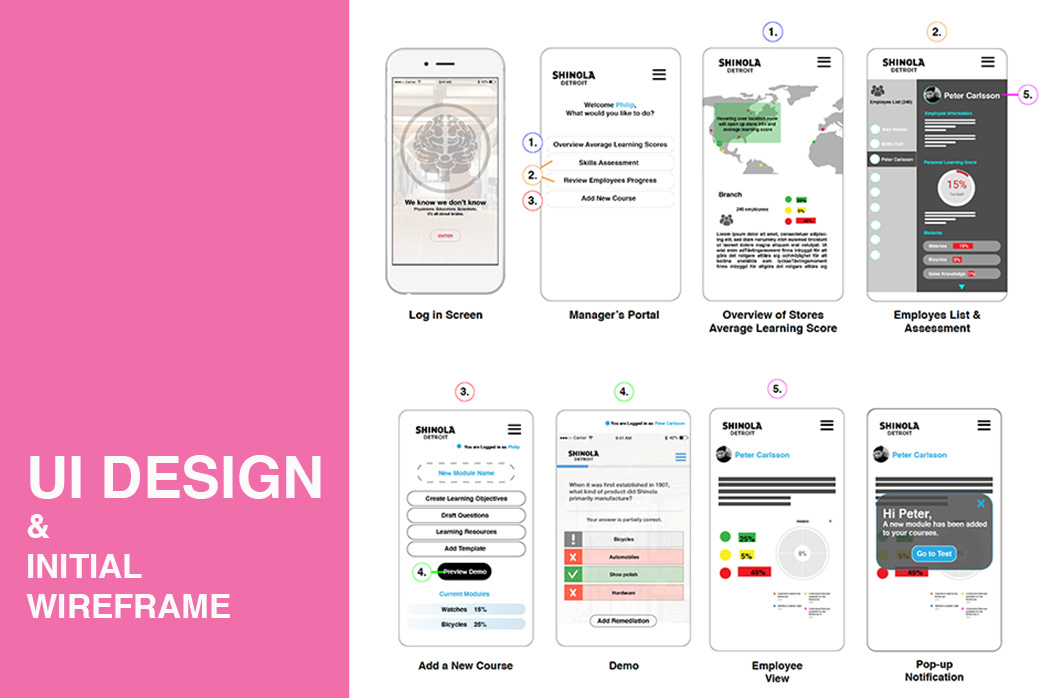 UI DESIGN
&
INITIAL
WIREFRAME
We know we don't know
Physicians. Educators. Scientists.
It's all about brains.
ENTER
Log in Screen
SHINOLA
DETROIT
Welcome Philip,
What would you like to do?
1.
Overview Average Learning Scores
2.
Skills Assessment
Review Employees Progress
3.
Add New Course
Manager's Portal
1.
SHINOLA
DETROIT
Hovering over location node
will open up store info and
average learning score
Branch
240 employees
5%
Lorem ipsum dolor sit amet, consectetuer adipisc-
ing elit, sed diam nonummy nibh euismod tincidunt
ut laoreet dolore magna aliquam erat volutpat. Ut
Overview of Stores
Average Learning Score
2.
SHINOLA
DETROIT
Employee List (240)
Peter Carlsson
5.
Employee Information
Alex Nelson
Peter Carlsson
Personal Learning Score
15%
Modules
Watches 15%
Bicycles 5%
Sales Knowledge
Employes List &
Assessment
3.
SHINOLA
DETROIT
You are Logged in as Philip
New Module Name
Create Learning Objectives
Draft Questions
Learning Resources
Add Template
4.
Preview Demo
Current Modules
Watches 15%
Bicycles 25%
Add a New Course
4.
You are Logged in as Peter Carlsson
Carrier 9:41 AM 42%
SHINOLA
DETROIT
When it was first established in 1907,
what kind of product did Shinola
primarily manufacture?
Your answer is partially correct.
Bicycles
Automobiles
Shoe polish
Hardware
Add Remediation
Demo
5.
SHINOLA
DETROIT
Peter Carlsson
25%
5%
45%
0%
Employee
View
SHINOLA
DETROIT
Peter Carlsson
Hi Peter,
A new module has been added
to your courses.
Go to Test
45%
Pop-up
Notification